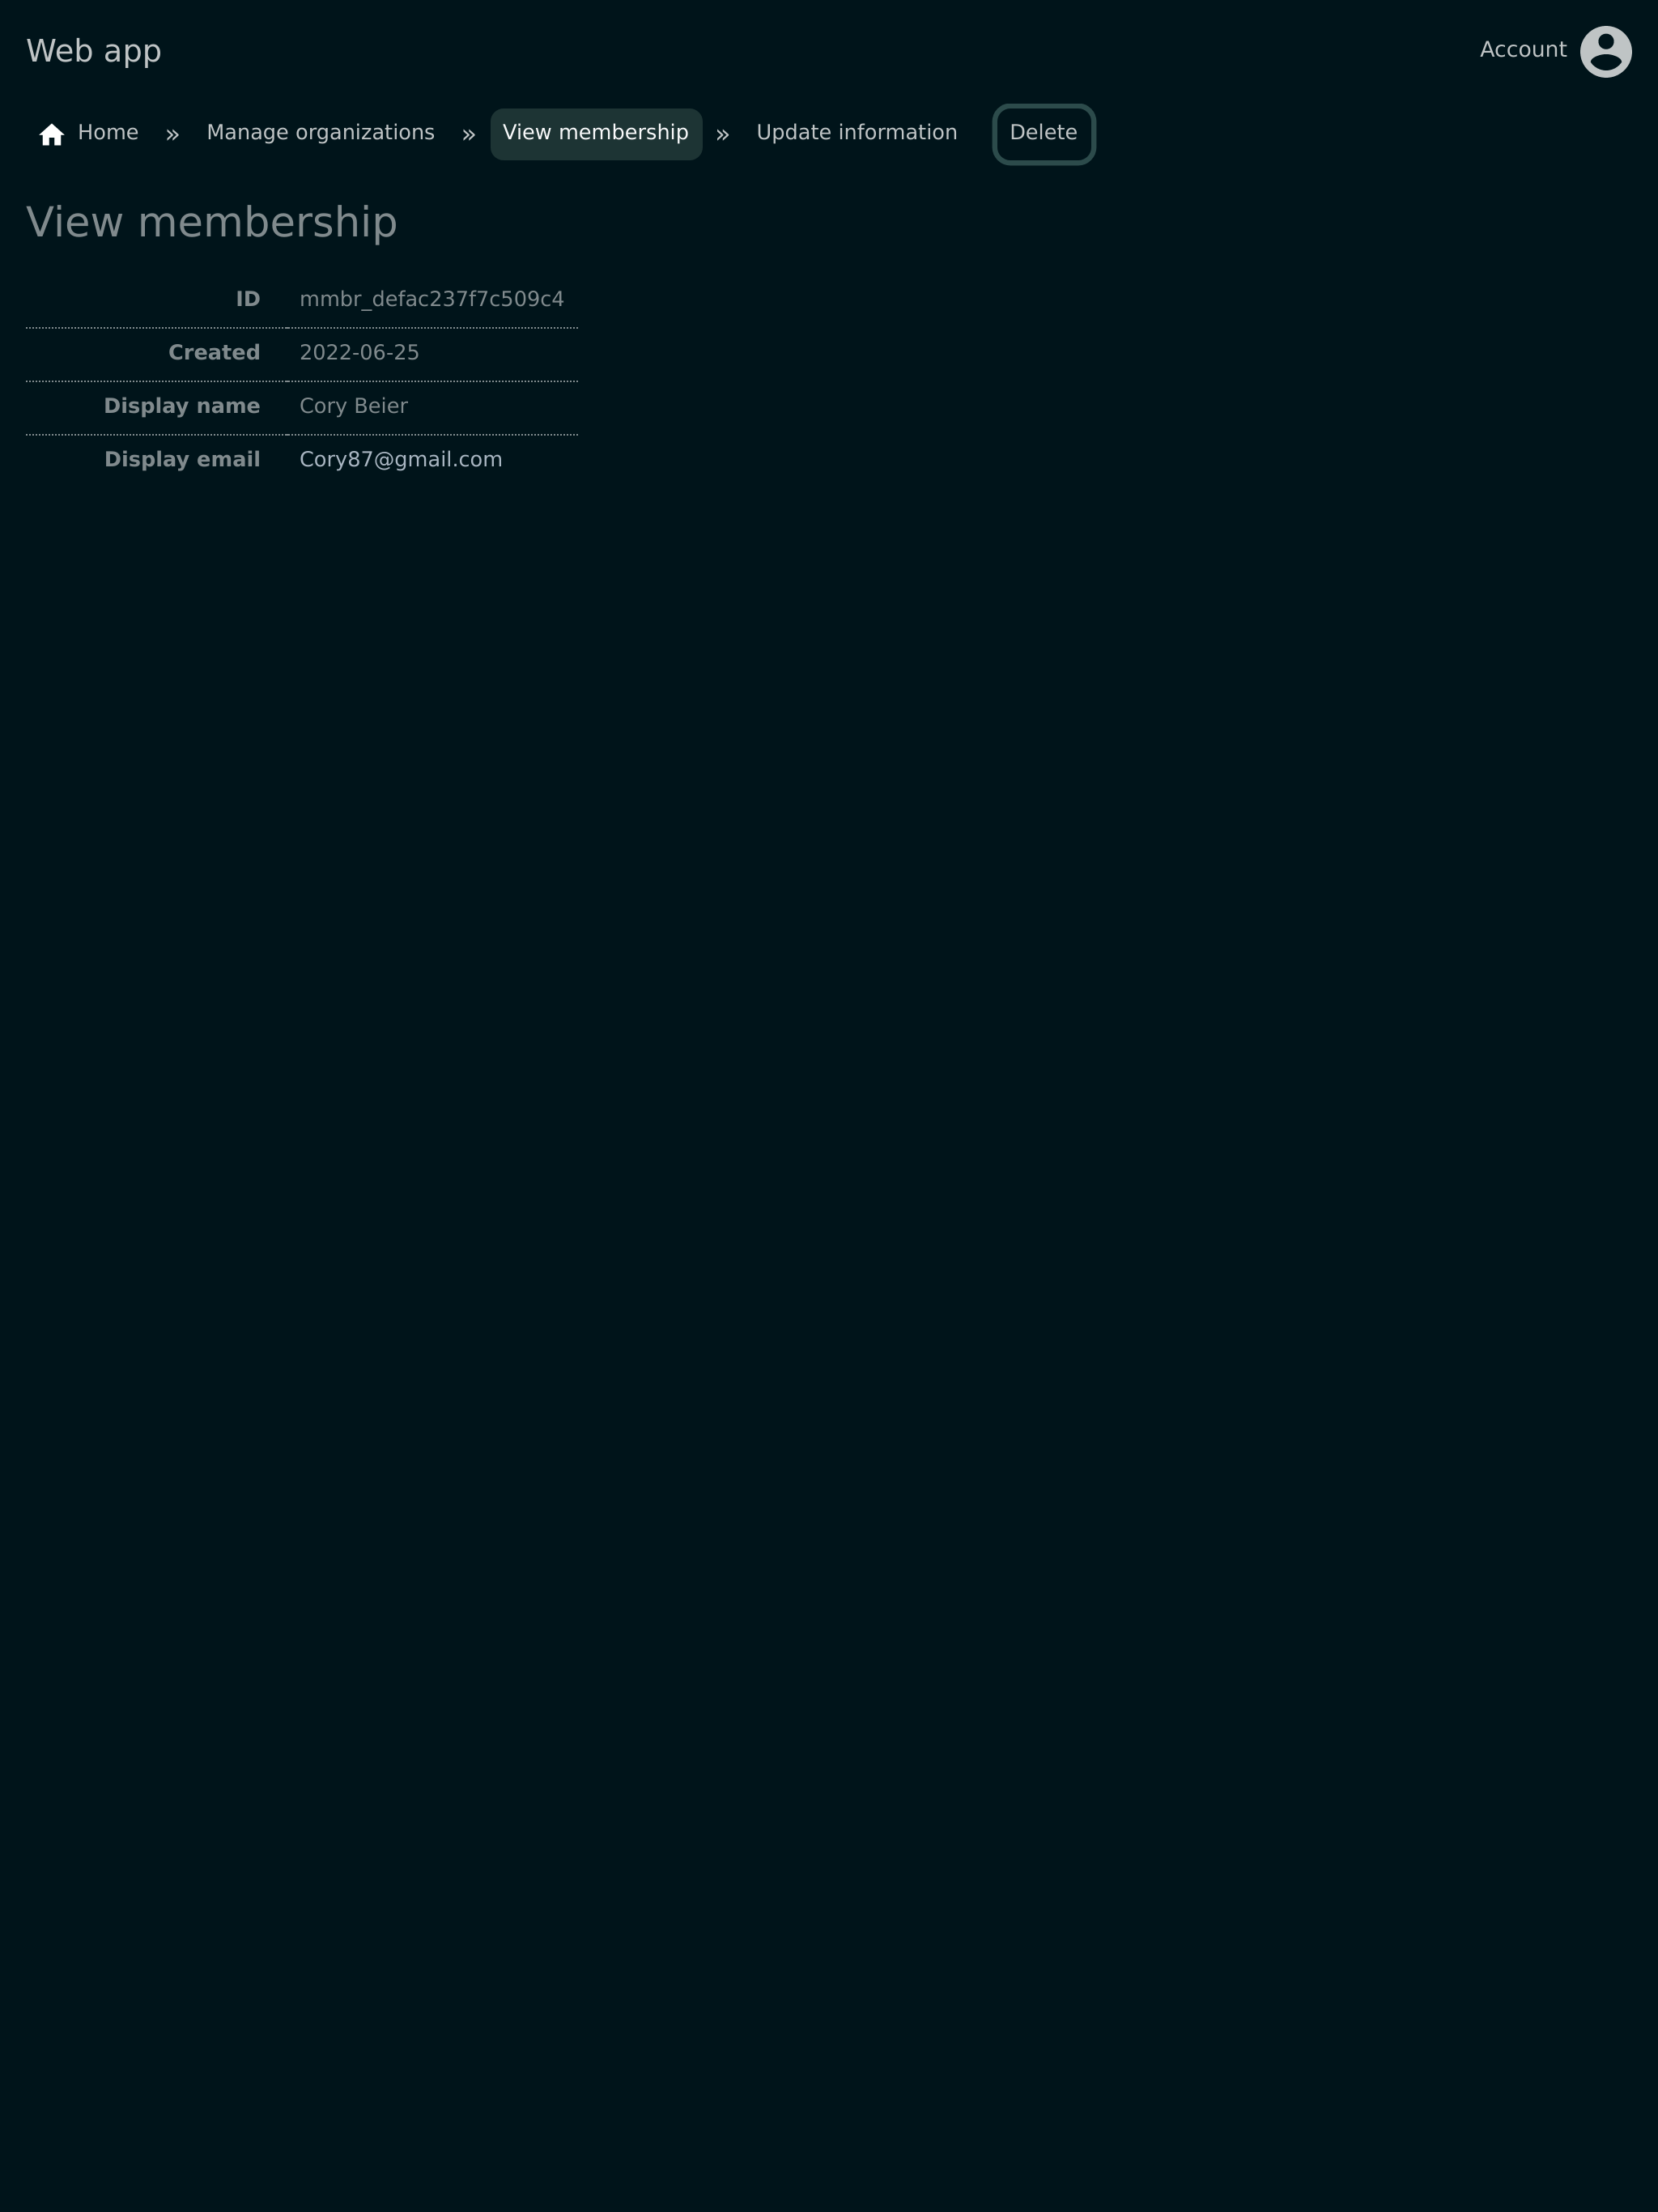 Web app
Account
Home » Manage organizations » View membership » Update information Delete
View membership
ID mmbr_defac237f7c509c4
Created 2022-06-25
Display name Cory Beier
Display email Cory87@gmail.com